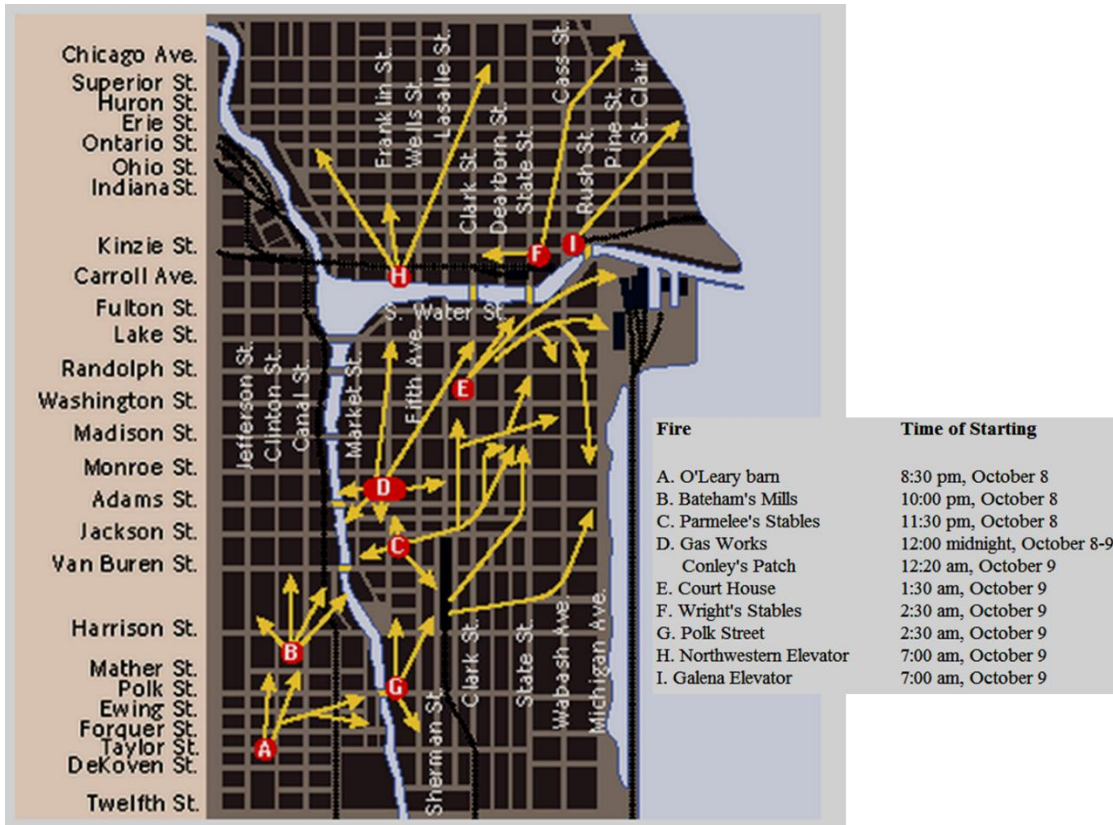 Chicago Ave.
Superior St.
Huron St.
Erie St.
Ontario St.
Ohio St.
Indiana St.
Kinzie St.
Carroll Ave.
Fulton St.
Lake St.
Randolph St.
Washington St.
Madison St.
Monroe St.
Adams St.
Jackson St.
Van Buren St.
Harrison St.
Mather St.
Polk St.
Ewing St.
Forquer St.
Taylor St.
DeKoven St.
Twelfth St.
Franklin St.
Wells St.
Lasalle St.
Clark St.
Dearborn St.
State St.
Cass St.
Rush St.
Pine St.
St. Clair
H
F
I
S. Water St.
Jefferson St.
Clinton St.
Canal St.
Market St.
Fifth Ave.
E
D
C
B
G
A
Sherman St.
Clark St.
State St.
Wabash Ave.
Michigan Ave.
Fire Time of Starting
A. O'Leary barn 8:30 pm, October 8
B. Bateham's Mills 10:00 pm, October 8
C. Parmelee's Stables 11:30 pm, October 8
D. Gas Works 12:00 midnight, October 8-9
Conley's Patch 12:20 am, October 9
E. Court House 1:30 am, October 9
F. Wright's Stables 2:30 am, October 9
G. Polk Street 2:30 am, October 9
H. Northwestern Elevator 7:00 am, October 9
I. Galena Elevator 7:00 am, October 9